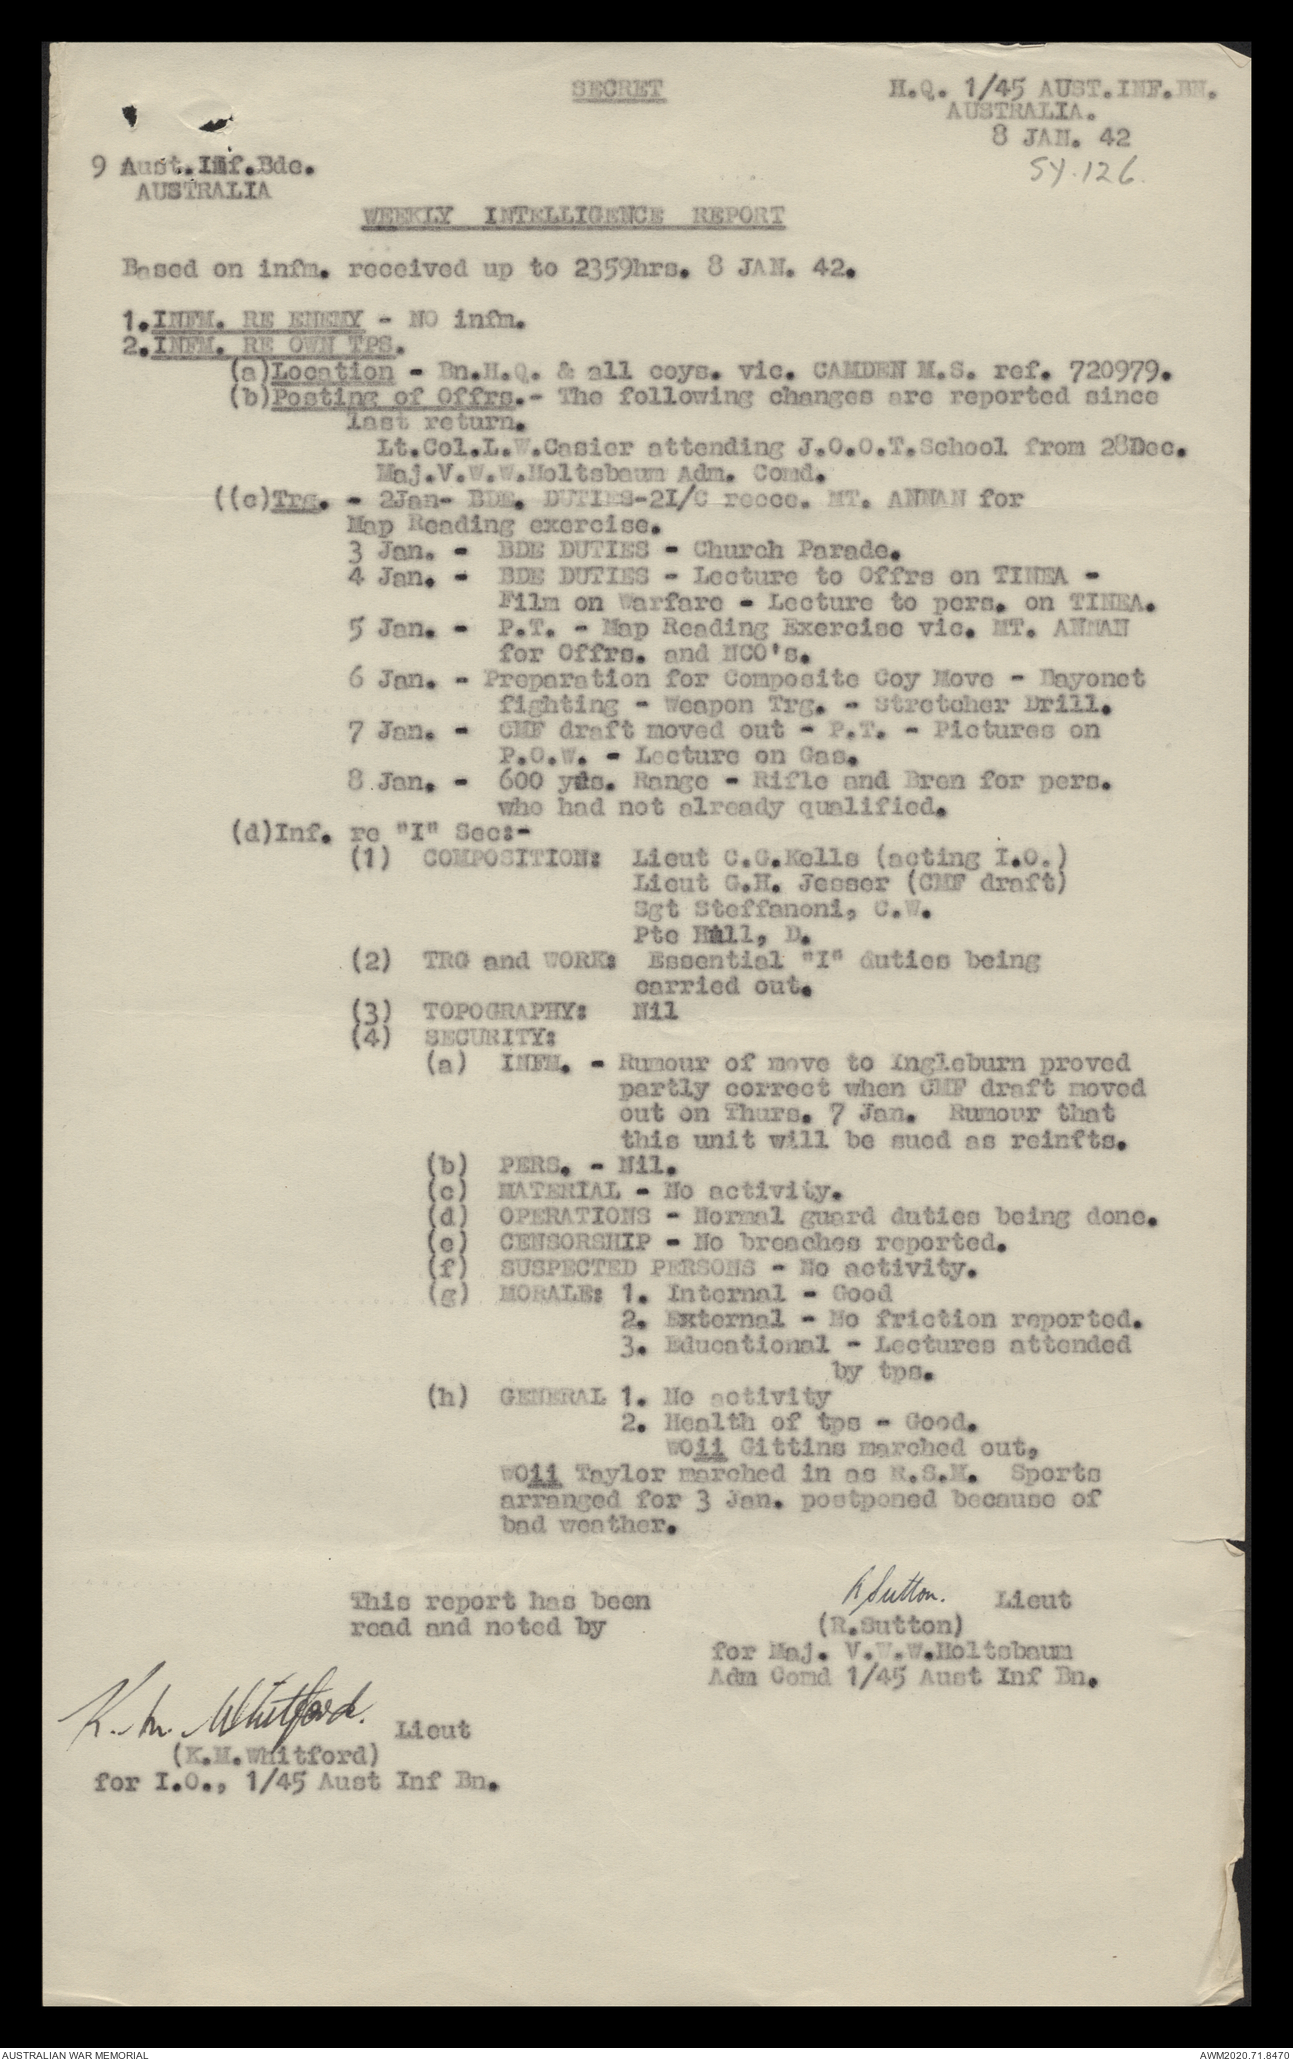 SECRET
H.Q. 1/45 AUST.INF.BN.
AUSTRALIA.
8 JAN. 42
SY.126.
9 Aust.Inf.Bde.
AUSTRALIA
WEEKLY INTELLIGENCE REPORT
Based on infm. received up to 2359hrs. 8 JAN. 42.
1.INFM. RE ENEMY - NO infm.
2.INFM. RE OWN TPS.
(a)Location - Bn.H.Q. & all coys. vic. CAMDEN M.S. ref. 720979.
(b)Posting of Offrs.- The following changes are reported since
last return.
Lt.Col.L.W.Casier attending J.O.O.T.School from 28Dec.
Maj.V.W.W.Holtsbaum Adm. Comd.
((c)Trg. - 2Jan- BDE. DUTIES-2I/C recce. MT. ANNAN for
Map Reading exercise.
3 Jan. - BDE DUTIES - Church Parade.
4 Jan. - BDE DUTIES - Lecture to Offrs on TINEA -
Film on Warfare - Lecture to pers. on TINEA.
5 Jan. - P.T. - Map Reading Exercise vic. MT. ANNAN
for Offrs. and NCO's.
6 Jan. - Preparation for Composite Coy Move - Bayonet
fighting - Weapon Trg. - Stretcher Drill.
7 Jan. - CMF draft moved out - P.T. - Pictures on
P.O.W. - Lecture on Gas.
8 Jan. - 600 yds. Range - Rifle and Bren for pers.
who had not already qualified.
(d)Inf. re "I" Sec:-
(1) COMPOSITION: Lieut C.G.Kells (acting I.O.)
Lieut G.H. Jesser (CMF draft)
Sgt Steffanoni, C.W.
Pte Hill, D.
(2) TRG and WORK: Essential "I" duties being
carried out.
(3) TOPOGRAPHY: Nil
(4) SECURITY:
(a) INFM. - Rumour of move to Ingleburn proved
partly correct when CMF draft moved
out on Thurs. 7 Jan. Rumour that
this unit will be sued as reinfts.
(b) PERS. - Nil.
(c) MATERIAL - No activity.
(d) OPERATIONS - Normal guard duties being done.
(e) CENSORSHIP - No breaches reported.
(f) SUSPECTED PERSONS - No activity.
(g) MORALE: 1. Internal - Good
2. External - No friction reported.
3. Educational - Lectures attended
by tps.
(h) GENERAL 1. No activity
2. Health of tps - Good.
WOii Gittins marched out,
WOii Taylor marched in as R.S.M. Sports
arranged for 3 Jan. postponed because of
bad weather.
This report has been
read and noted by
R Sutton. Lieut
(R.Sutton)
for Maj. V.W.W.Holtsbaum
Adm Comd 1/45 Aust Inf Bn.
K. M. Whitford. Lieut
(K.M.Whitford)
for I.O., 1/45 Aust Inf Bn.
AUSTRALIAN WAR MEMORIAL
AWM2020.71.8470